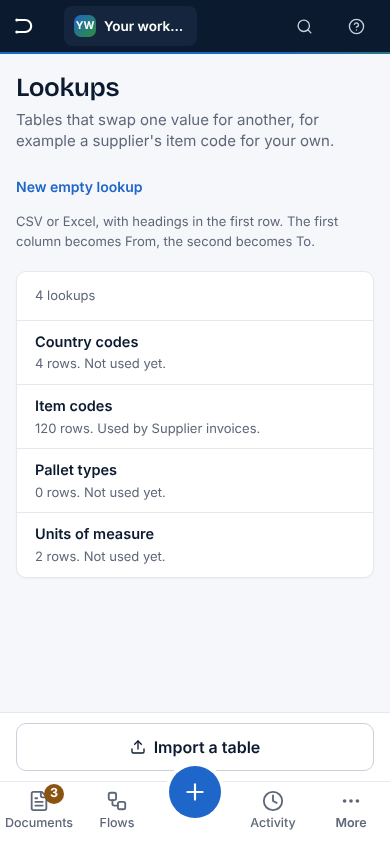 YW Your work...
Lookups
Tables that swap one value for another, for
example a supplier's item code for your own.
New empty lookup
CSV or Excel, with headings in the first row. The first
column becomes From, the second becomes To.
4 lookups
Country codes
4 rows. Not used yet.
Item codes
120 rows. Used by Supplier invoices.
Pallet types
0 rows. Not used yet.
Units of measure
2 rows. Not used yet.
Import a table
3
Documents Flows Activity More